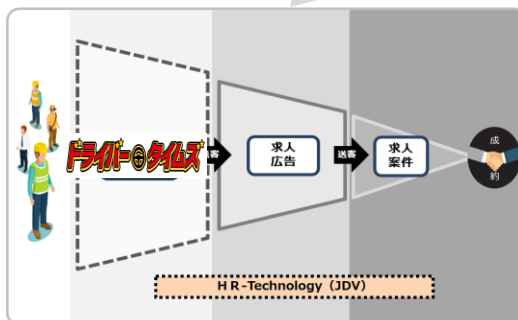 ドライバータイムズ
客
求人
広告
送客
求人
案件
成
約
HR-Technology（JDV）